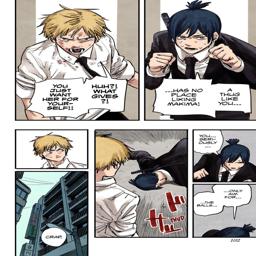 YOU
JUST
WANT
HER FOR
YOUR-
SELF!!
HUH?!
WHAT
GIVES
?!
...HAS NO
PLACE
LIKING
MAKIMA!
A
THUG
LIKE
YOU...
CRAP.
YOU...
SERI-
OUSLY
...ONLY
AIM
FOR...
THE
BALLS...